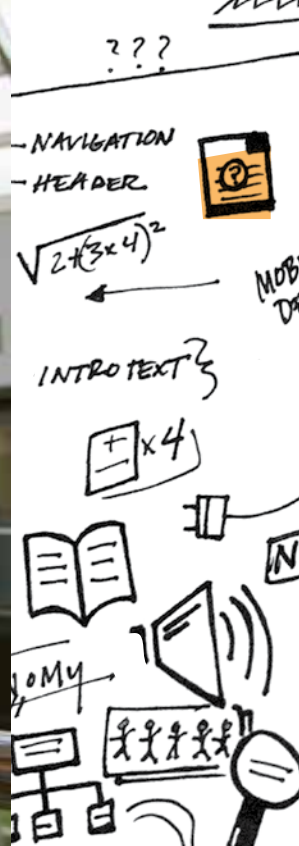 ???
- NAVIGATION
- HEADER
?
√2+(3x4)²
MOB
INTRO TEXT
+ x4
N
OMY